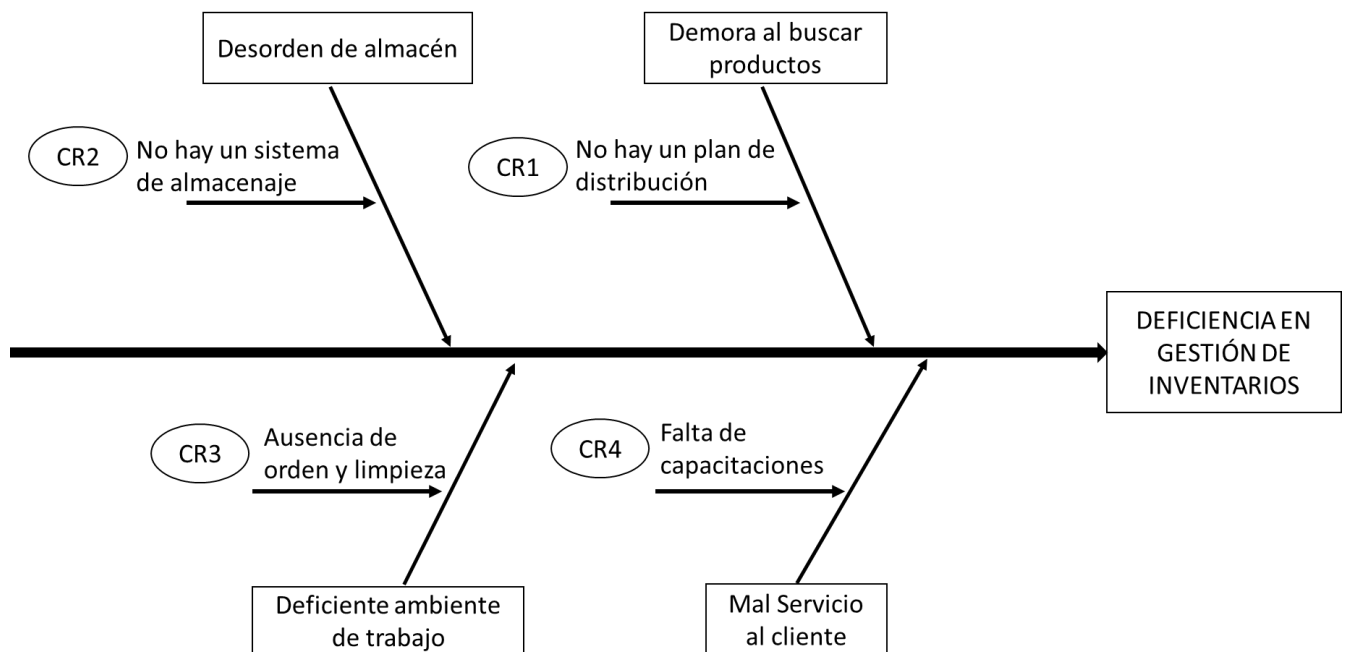 Desorden de almacén
Demora al buscar
productos
CR2
No hay un sistema
de almacenaje
CR1
No hay un plan de
distribución
DEFICIENCIA EN
GESTIÓN DE
INVENTARIOS
CR3
Ausencia de
orden y limpieza
CR4
Falta de
capacitaciones
Deficiente ambiente
de trabajo
Mal Servicio
al cliente